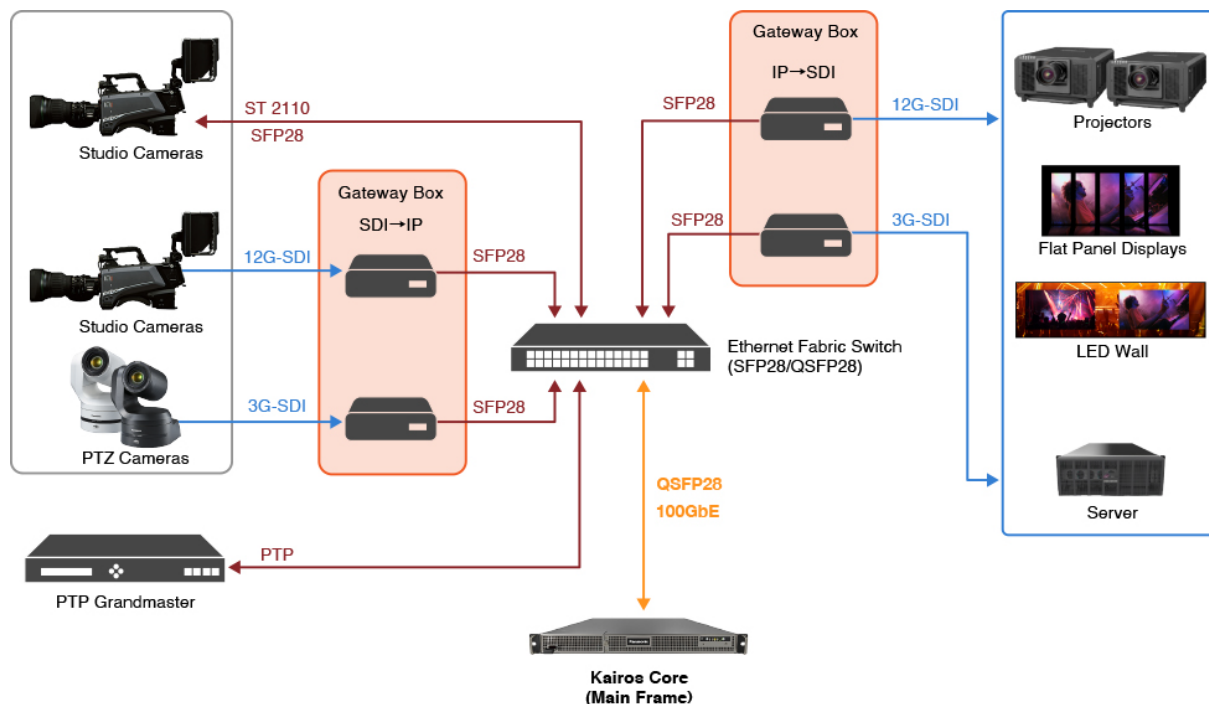 Studio Cameras
ST 2110
SFP28
Studio Cameras
12G-SDI
PTZ Cameras
3G-SDI
Gateway Box
SDI→IP
SFP28
SFP28
Gateway Box
IP→SDI
SFP28
SFP28
12G-SDI
3G-SDI
Projectors
Flat Panel Displays
LED Wall
Server
Ethernet Fabric Switch
(SFP28/QSFP28)
QSFP28
100GbE
PTP
PTP Grandmaster
Panasonic
Kairos Core
(Main Frame)